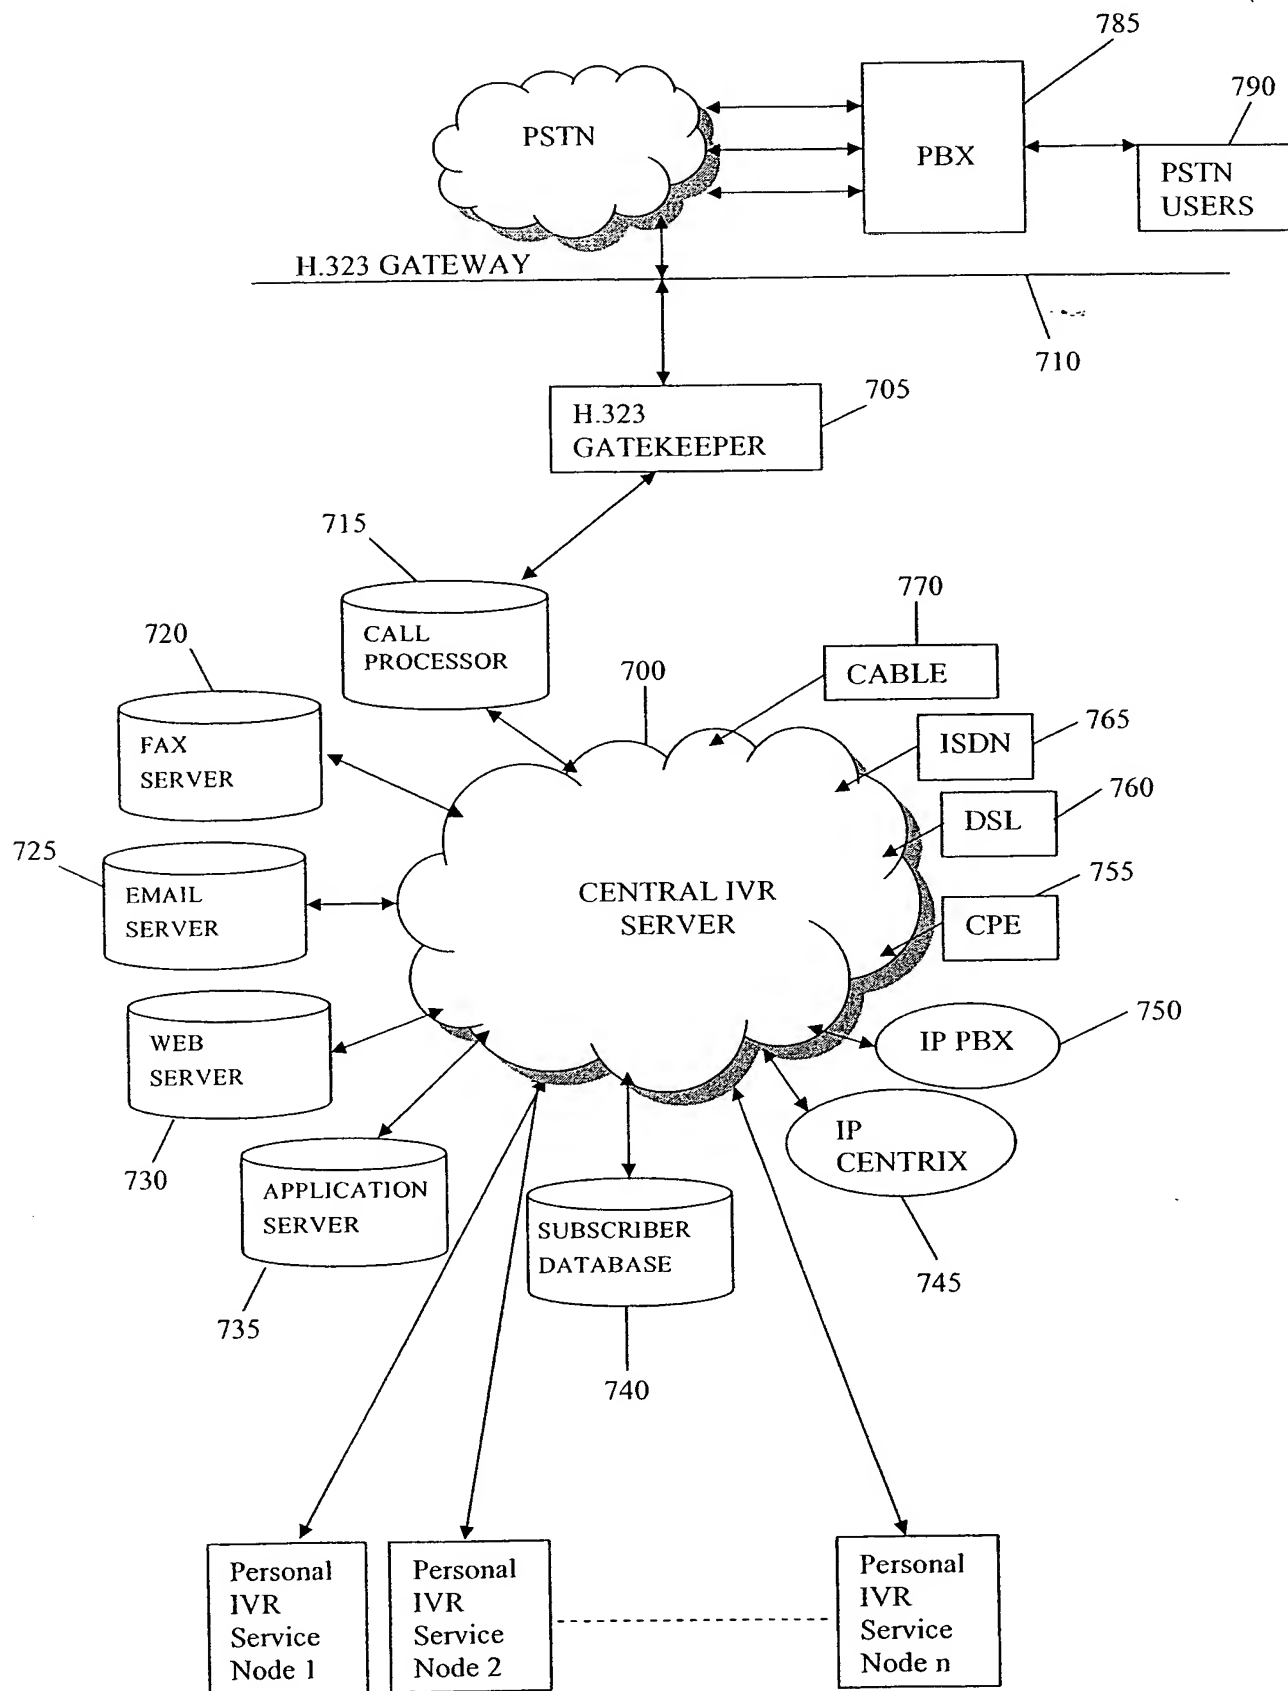 785
790
PSTN
PBX
PSTN
USERS
H.323 GATEWAY
710
705
H.323
GATEKEEPER
715
770
CALL
PROCESSOR
720
700
CABLE
765
ISDN
FAX
SERVER
760
DSL
725
755
EMAIL
SERVER
CENTRAL IVR
SERVER
CPE
750
WEB
SERVER
IP PBX
730
IP
CENTRIX
APPLICATION
SERVER
SUBSCRIBER
DATABASE
745
735
740
Personal
IVR
Service
Node 1
Personal
IVR
Service
Node 2
Personal
IVR
Service
Node n